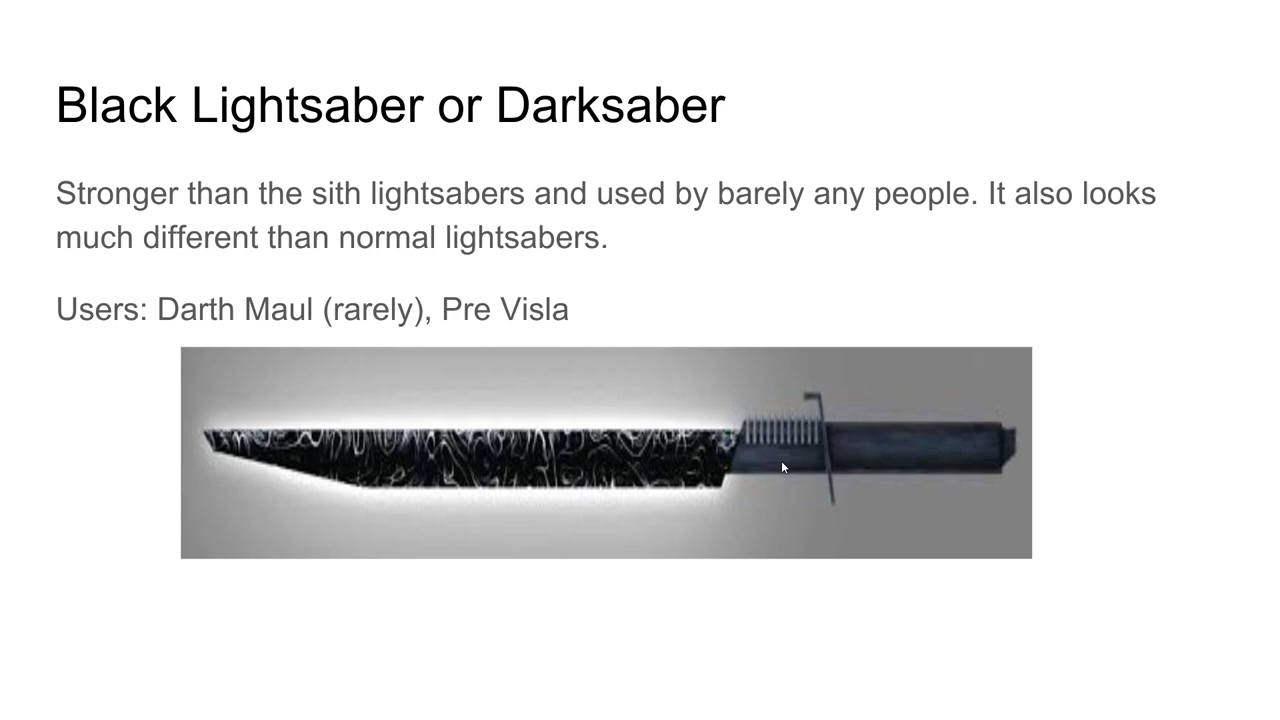 Black Lightsaber or Darksaber
Stronger than the sith lightsabers and used by barely any people. It also looks
much different than normal lightsabers.
Users: Darth Maul (rarely), Pre Visla